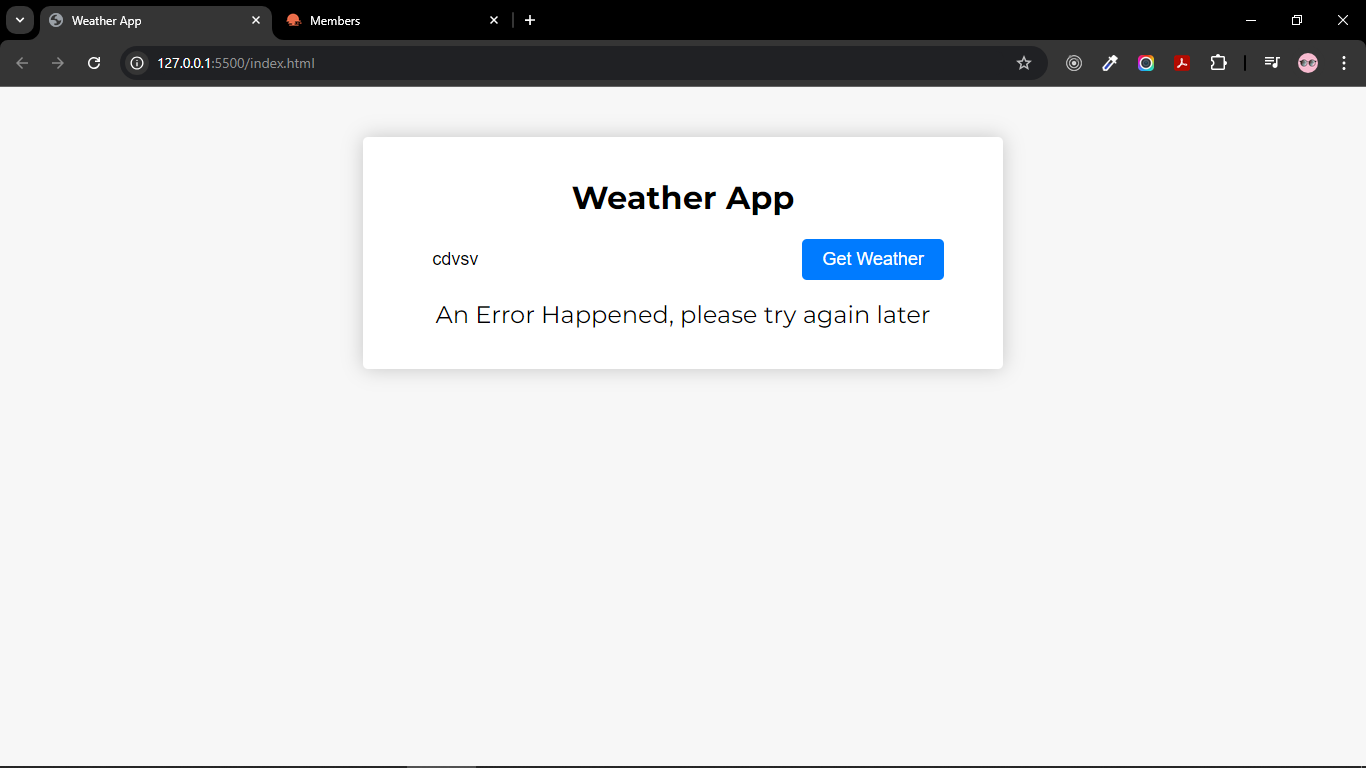 Weather App
Members
127.0.0.1:5500/index.html
Weather App
cdvsv
Get Weather
An Error Happened, please try again later